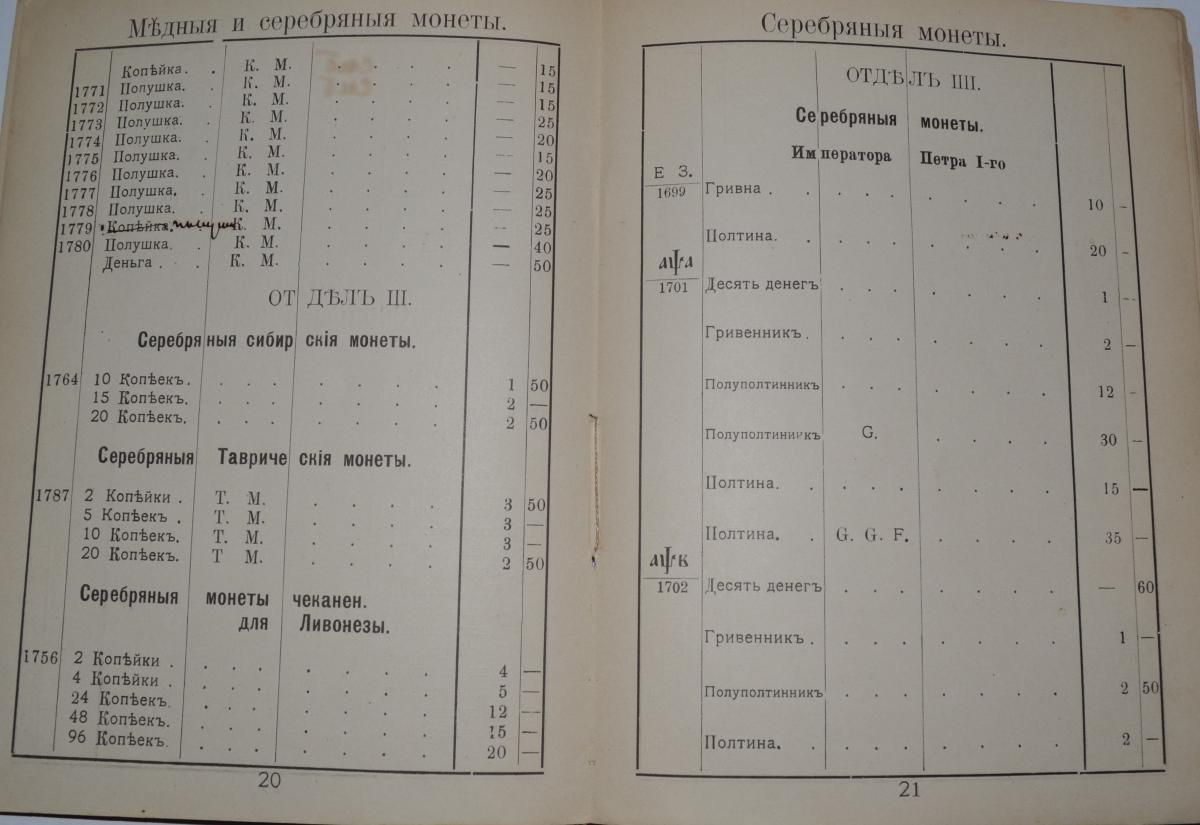 Мѣдныя и серебряныя монеты.
Копѣйка. . К. М. . . . . — 15
1771 Полушка. . К. М. . . . . — 15
1772 Полушка. . К. М. . . . . — 15
1773 Полушка. . К. М. . . . . — 25
1774 Полушка. . К. М. . . . . — 20
1775 Полушка. . К. М. . . . . — 15
1776 Полушка. . К. М. . . . . — 20
1777 Полушка. . К. М. . . . . — 25
1778 Полушка. . К. М. . . . . — 25
1779 Копѣйка. К. М. . . . . — 25
1780 Полушка. . К. М. . . . . — 40
Деньга . . К. М. . . . . — 50
ОТДѢЛЪ III.
Серебряныя сибирскія монеты.
1764 10 Копѣекъ. . . . . . . . 1 50
15 Копѣекъ. . . . . . . . 2 —
20 Копѣекъ. . . . . . . . 2 50
Серебряныя Таврическія монеты.
1787 2 Копѣйки . Т. М. . . . 3 50
5 Копѣекъ . Т. М. . . . 3 —
10 Копѣекъ. Т. М. . . . 3 —
20 Копѣекъ. Т М. . . . 2 50
Серебряныя монеты чеканен.
для Ливонезы.
1756 2 Копѣйки . . . . . . . . 4 —
4 Копѣйки . . . . . . . . 5 —
24 Копѣекъ. . . . . . . . 12 —
48 Копѣекъ. . . . . . . . 15 —
96 Копѣекъ. . . . . . . . 20 —
20
Серебряныя монеты.
ОТДѢЛЪ IIII.
Серебряныя монеты.
Императора Петра I-го
Е З.
1699 Гривна . . . . . . . . 10 -
Полтина. . . . . . . . 20 —
҂АѰА
1701 Десять денегъ . . . . . . 1 —
Гривенникъ. . . . . . . 2 —
Полуполтинникъ . . . . . . 12 —
Полуполтинникъ G. . . . 30 —
Полтина. . . . . . . . 15 —
Полтина. . G. G. F. . . . 35 —
҂АѰВ
1702 Десять денегъ . . . . . . — 60
Гривенникъ . . . . . . . 1 —
Полуполтинникъ . . . . . . 2 50
Полтина. . . . . . . . 2 —
21